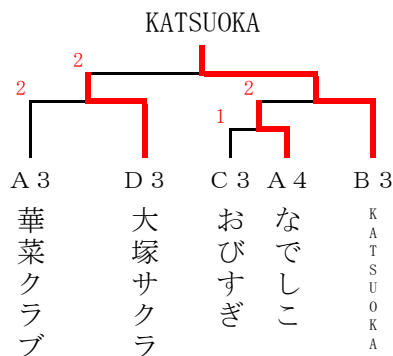 KATSUOKA
2
2
2
1
A3
D3
C3
A4
B3
華菜クラブ
大塚サクラ
おびすぎ
なでしこ
KATSUOKA